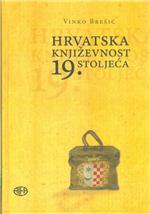 VINKO BREŠIĆ
HRVATSKA
KNJIŽEVNOST
19. STOLJEĆA